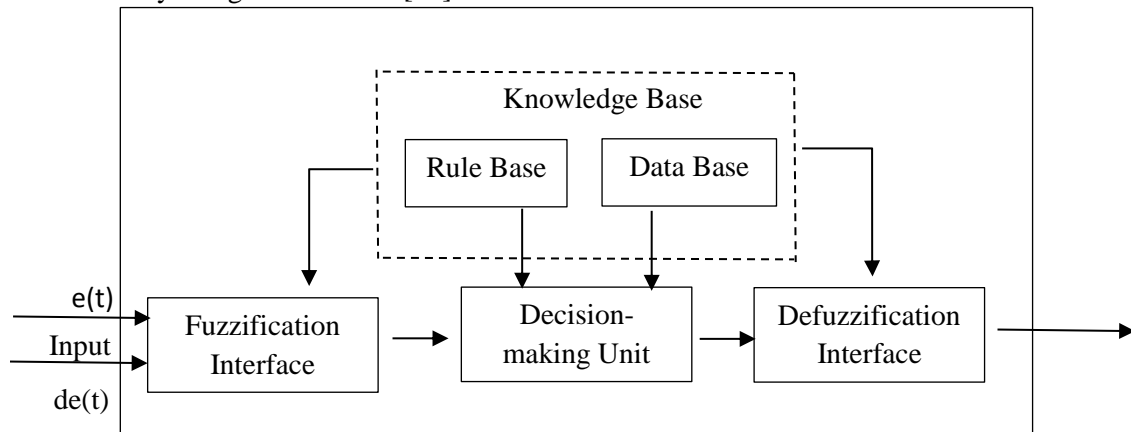 Knowledge Base
Rule Base
Data Base
e(t)
Input
de(t)
Fuzzification
Interface
Decision-
making Unit
Defuzzification
Interface